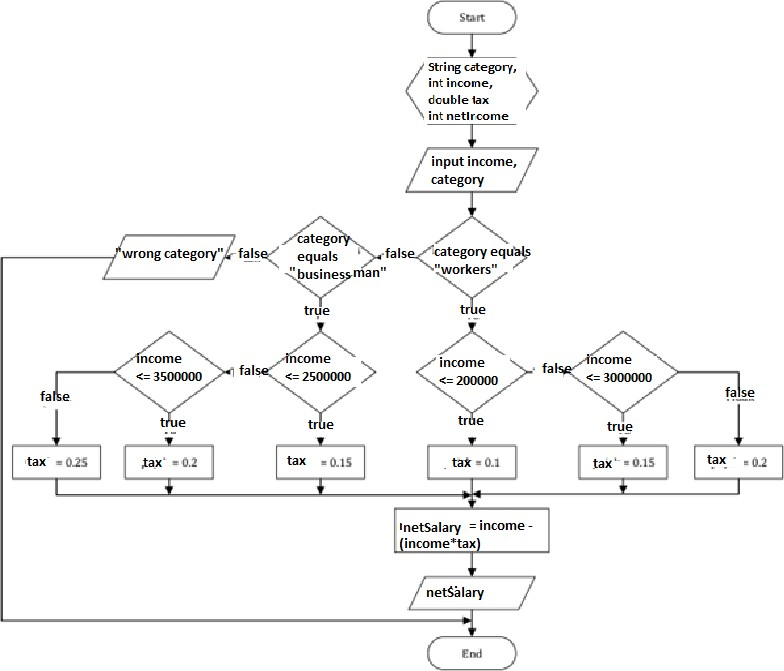 Start
String category,
int income,
double tax
int netIncome
input income,
category
"wrong category"
false
category
equals
"business man"
false
category equals
"workers"
true
true
income
<= 3500000
false
income
<= 2500000
income
<= 200000
false
income
<= 3000000
false
false
true
true
true
true
tax = 0.25
tax = 0.2
tax = 0.15
tax = 0.1
tax = 0.15
tax = 0.2
netSalary = income -
(income*tax)
netSalary
End